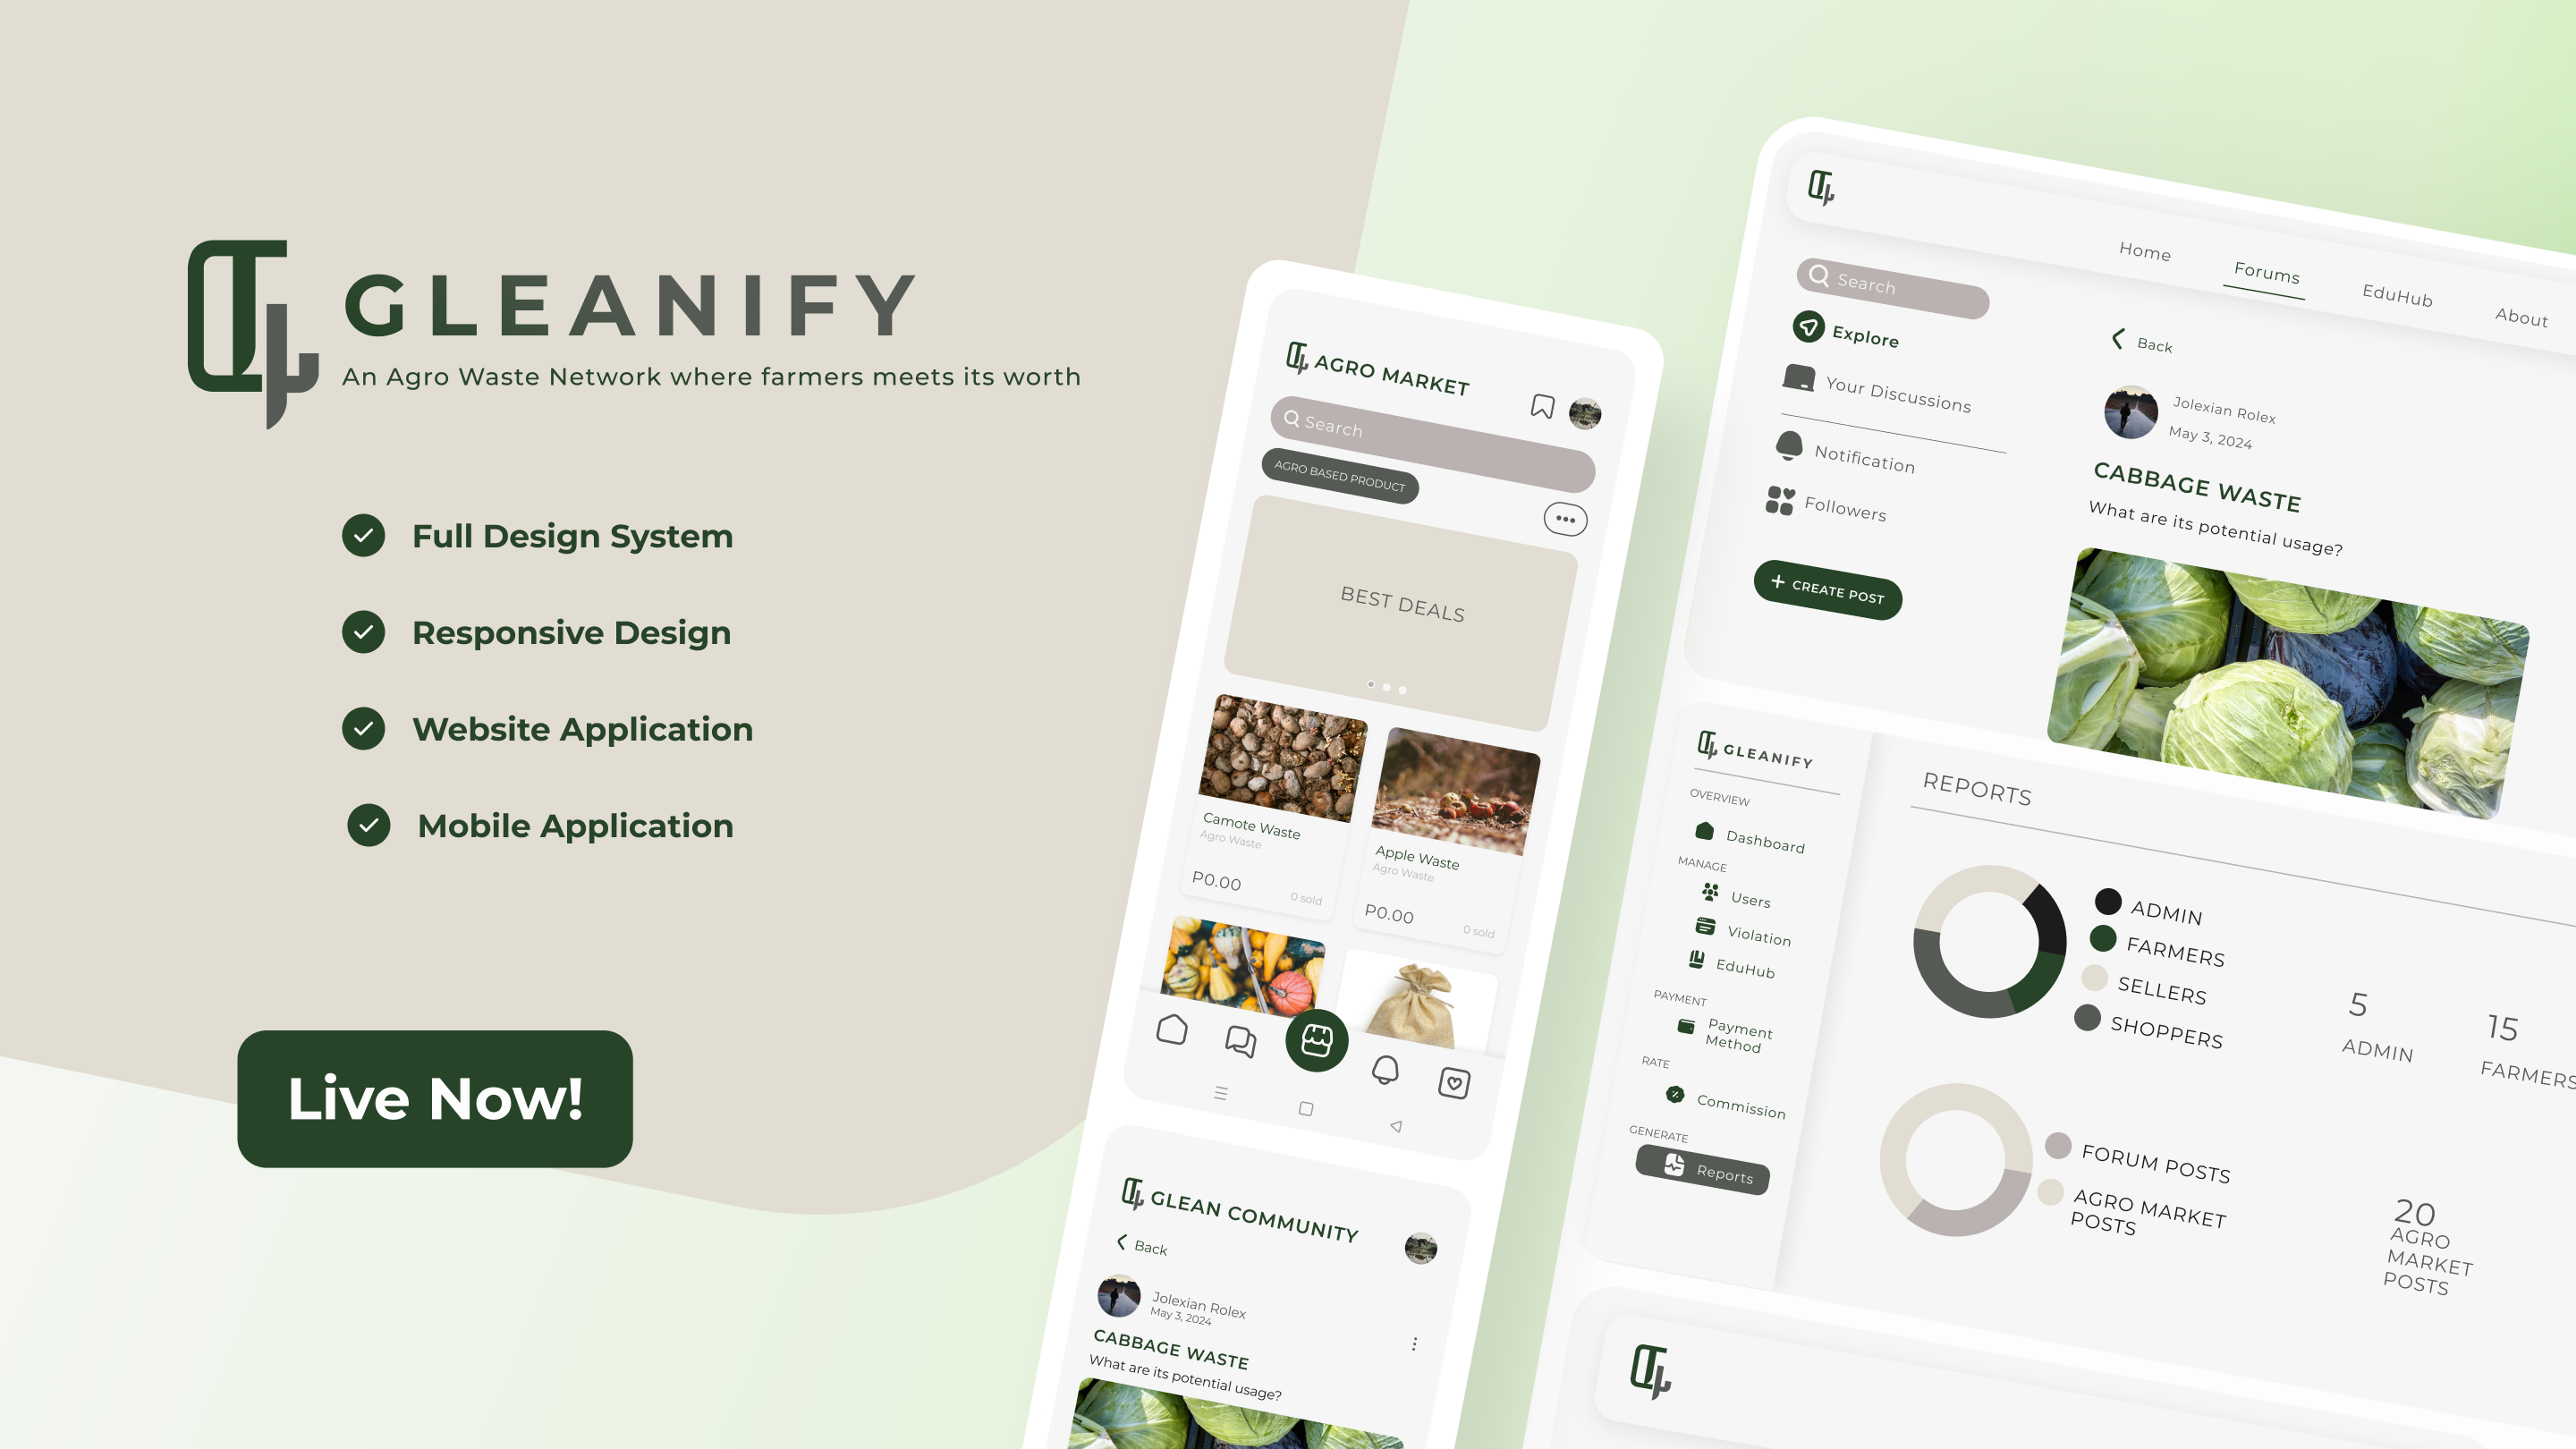 GLEANIFY
An Agro Waste Network where farmers meets its worth
Full Design System
Responsive Design
Website Application
Mobile Application
Live Now!
AGRO MARKET
Search
AGRO BASED PRODUCT
BEST DEALS
Camote Waste
Agro Waste
P0.00
0 sold
Apple Waste
Agro Waste
P0.00
0 sold
GLEAN COMMUNITY
Back
Jolexian Rolex
May 3, 2024
CABBAGE WASTE
What are its potential usage?
Home
Forums
EduHub
About
Search
Explore
Your Discussions
Notification
Followers
CREATE POST
Back
Jolexian Rolex
May 3, 2024
CABBAGE WASTE
What are its potential usage?
GLEANIFY
OVERVIEW
Dashboard
MANAGE
Users
Violation
EduHub
PAYMENT
Payment
Method
RATE
Commission
GENERATE
Reports
REPORTS
ADMIN
FARMERS
SELLERS
SHOPPERS
5
ADMIN
15
FARMERS
FORUM POSTS
AGRO MARKET
POSTS
20
AGRO
MARKET
POSTS